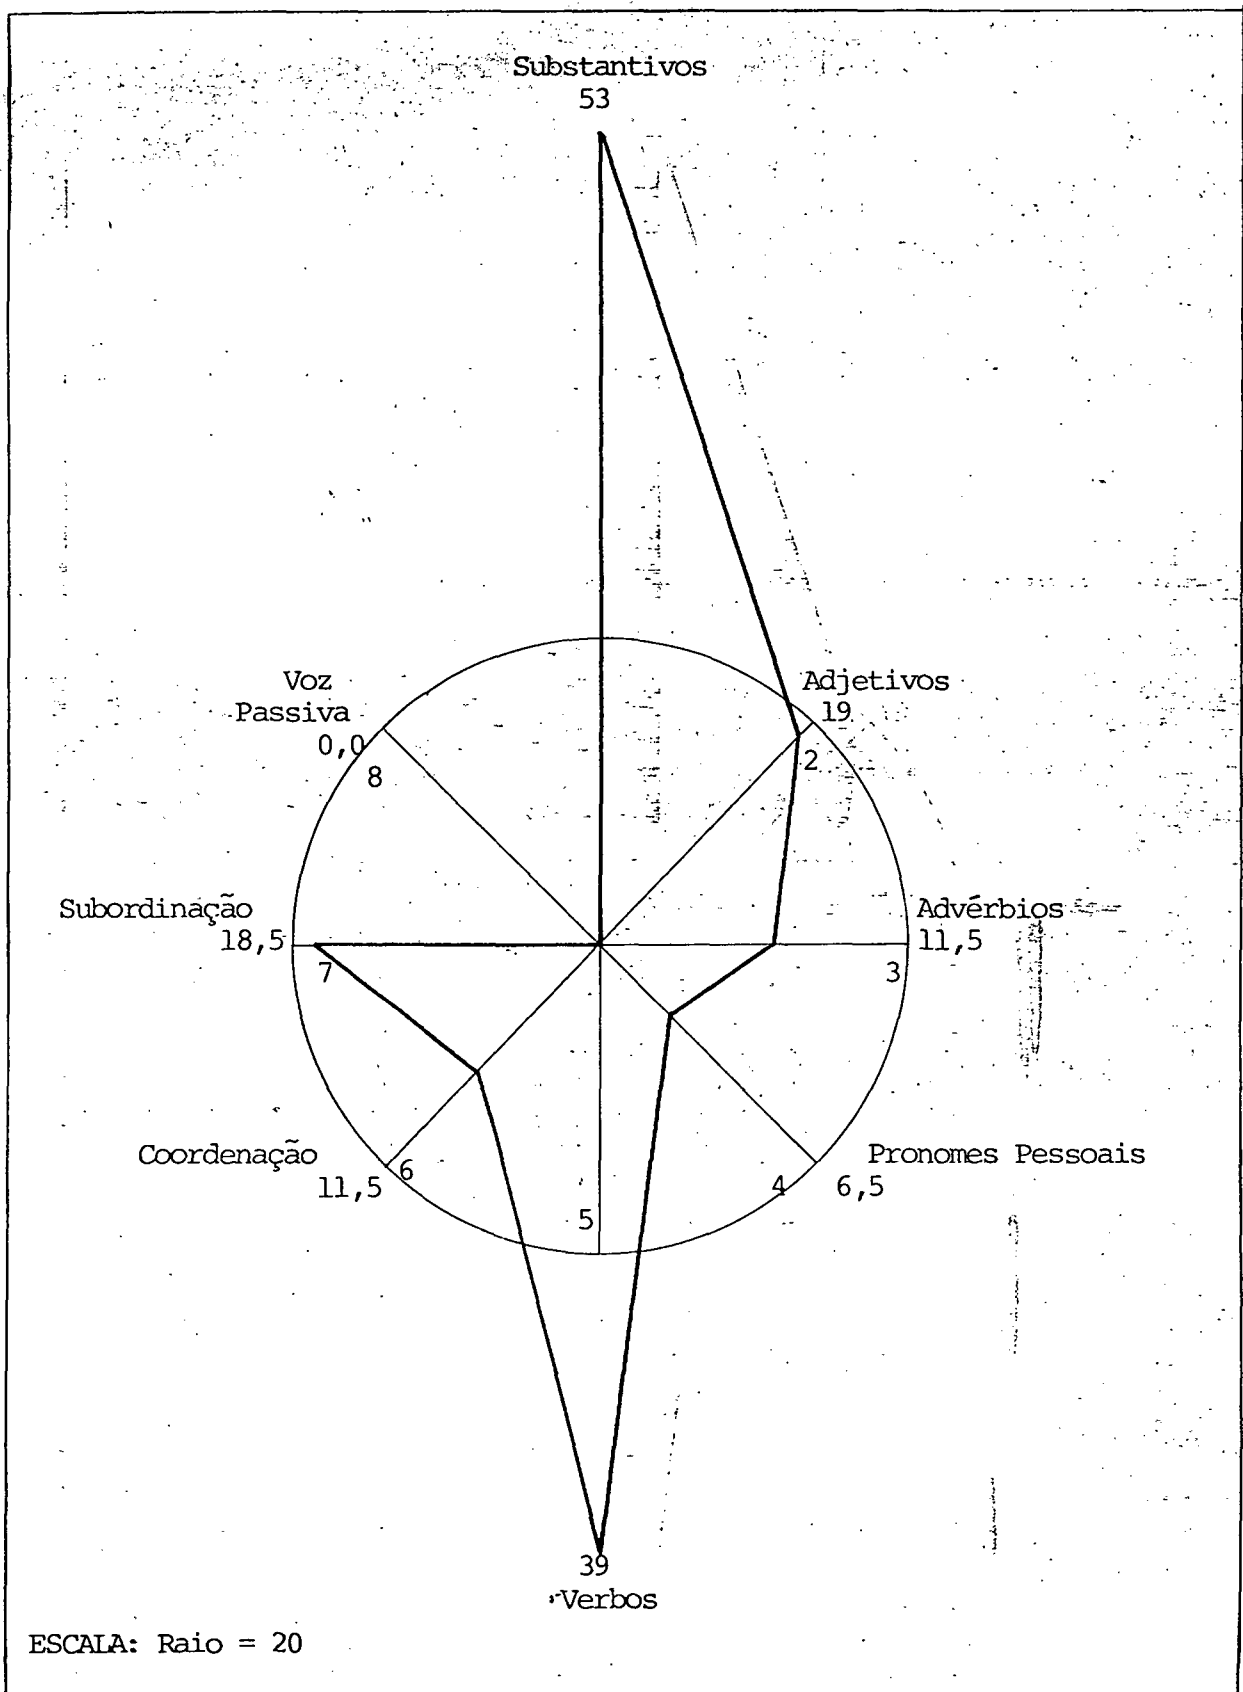 Substantivos
53
Voz
Passiva
0,0
8
Adjetivos
19
2
Subordinação
18,5
7
Advérbios
11,5
3
Coordenação
11,5
6
5
4
Pronomes Pessoais
6,5
39
Verbos
ESCALA: Raio = 20